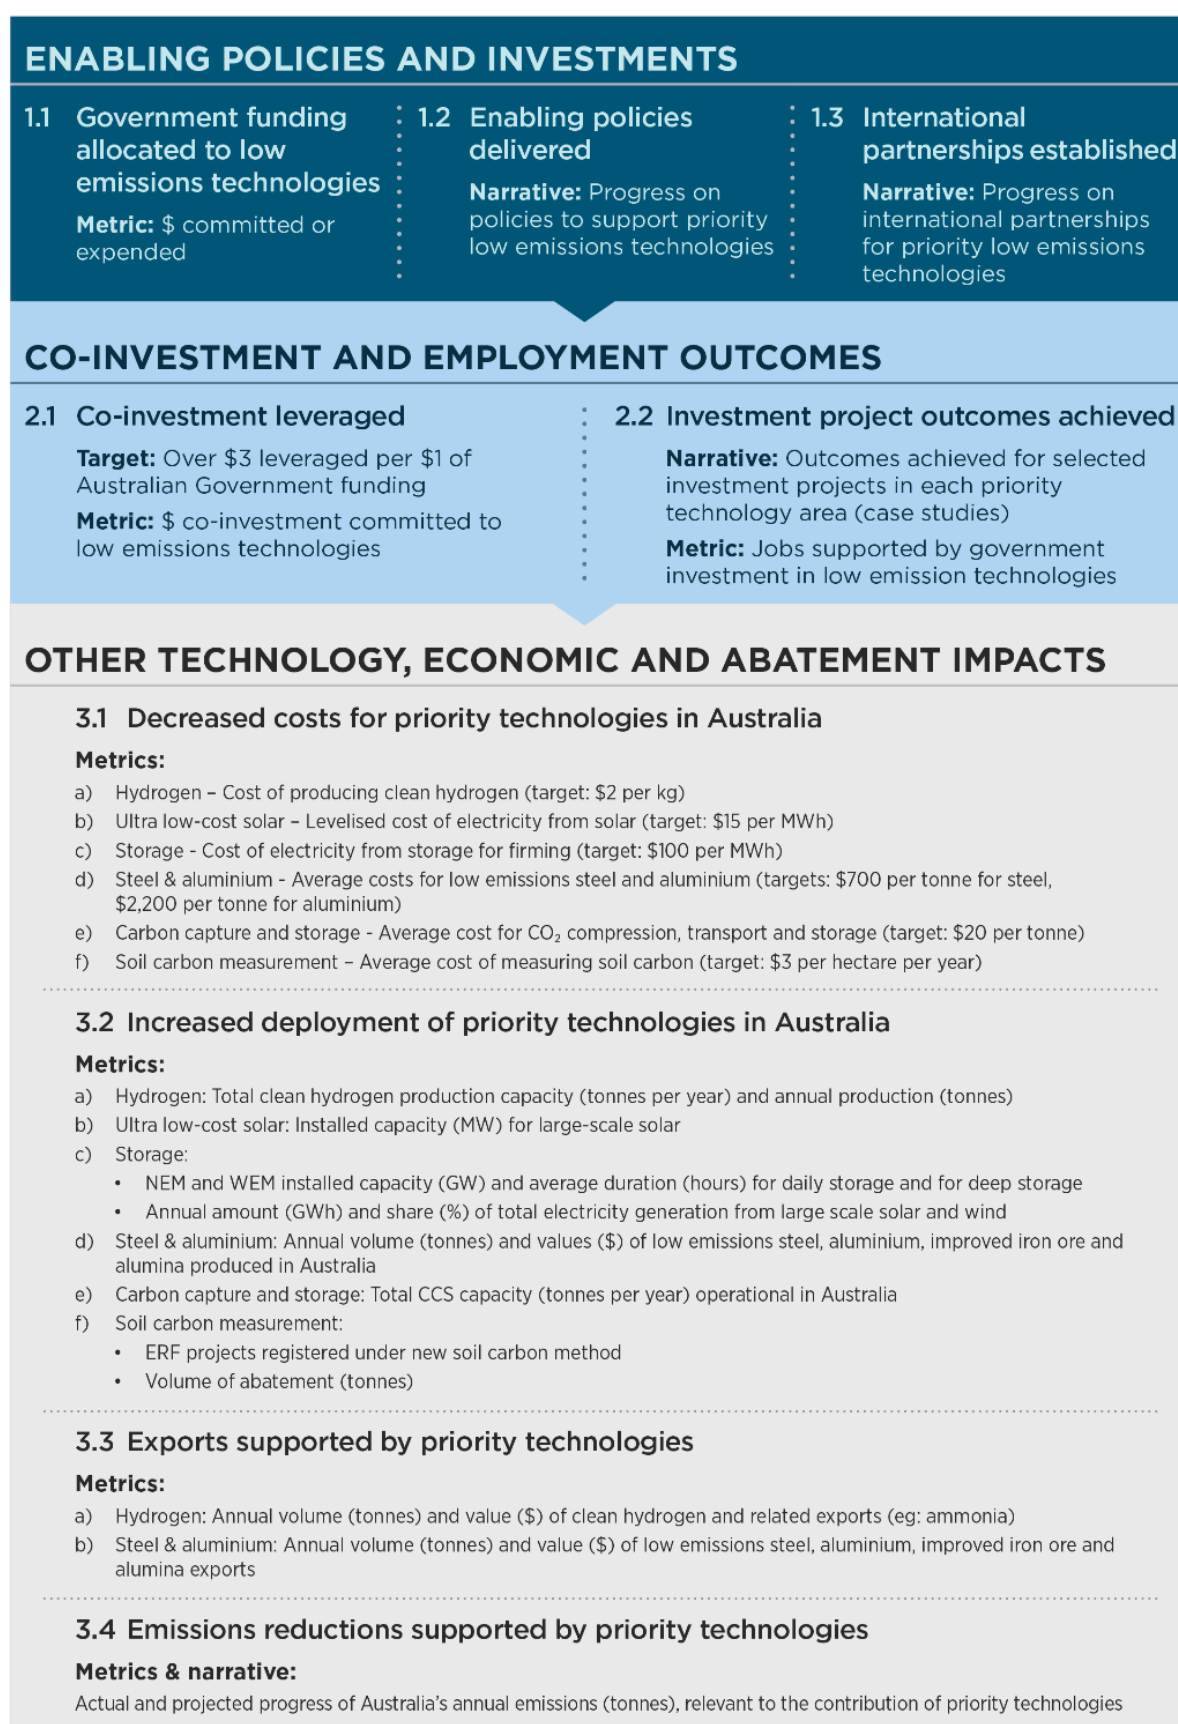 ENABLING POLICIES AND INVESTMENTS
1.1 Government funding
allocated to low
emissions technologies
Metric: $ committed or
expended
1.2 Enabling policies
delivered
Narrative: Progress on
policies to support priority
low emissions technologies
1.3 International
partnerships established
Narrative: Progress on
international partnerships
for priority low emissions
technologies
CO-INVESTMENT AND EMPLOYMENT OUTCOMES
2.1 Co-investment leveraged
Target: Over $3 leveraged per $1 of
Australian Government funding
Metric: $ co-investment committed to
low emissions technologies
2.2 Investment project outcomes achieved
Narrative: Outcomes achieved for selected
investment projects in each priority
technology area (case studies)
Metric: Jobs supported by government
investment in low emission technologies
OTHER TECHNOLOGY, ECONOMIC AND ABATEMENT IMPACTS
3.1 Decreased costs for priority technologies in Australia
Metrics:
a) Hydrogen – Cost of producing clean hydrogen (target: $2 per kg)
b) Ultra low-cost solar – Levelised cost of electricity from solar (target: $15 per MWh)
c) Storage - Cost of electricity from storage for firming (target: $100 per MWh)
d) Steel & aluminium - Average costs for low emissions steel and aluminium (targets: $700 per tonne for steel,
$2,200 per tonne for aluminium)
e) Carbon capture and storage - Average cost for CO₂ compression, transport and storage (target: $20 per tonne)
f) Soil carbon measurement – Average cost of measuring soil carbon (target: $3 per hectare per year)
3.2 Increased deployment of priority technologies in Australia
Metrics:
a) Hydrogen: Total clean hydrogen production capacity (tonnes per year) and annual production (tonnes)
b) Ultra low-cost solar: Installed capacity (MW) for large-scale solar
c) Storage:
• NEM and WEM installed capacity (GW) and average duration (hours) for daily storage and for deep storage
• Annual amount (GWh) and share (%) of total electricity generation from large scale solar and wind
d) Steel & aluminium: Annual volume (tonnes) and values ($) of low emissions steel, aluminium, improved iron ore and
alumina produced in Australia
e) Carbon capture and storage: Total CCS capacity (tonnes per year) operational in Australia
f) Soil carbon measurement:
• ERF projects registered under new soil carbon method
• Volume of abatement (tonnes)
3.3 Exports supported by priority technologies
Metrics:
a) Hydrogen: Annual volume (tonnes) and value ($) of clean hydrogen and related exports (eg: ammonia)
b) Steel & aluminium: Annual volume (tonnes) and value ($) of low emissions steel, aluminium, improved iron ore and
alumina exports
3.4 Emissions reductions supported by priority technologies
Metrics & narrative:
Actual and projected progress of Australia's annual emissions (tonnes), relevant to the contribution of priority technologies